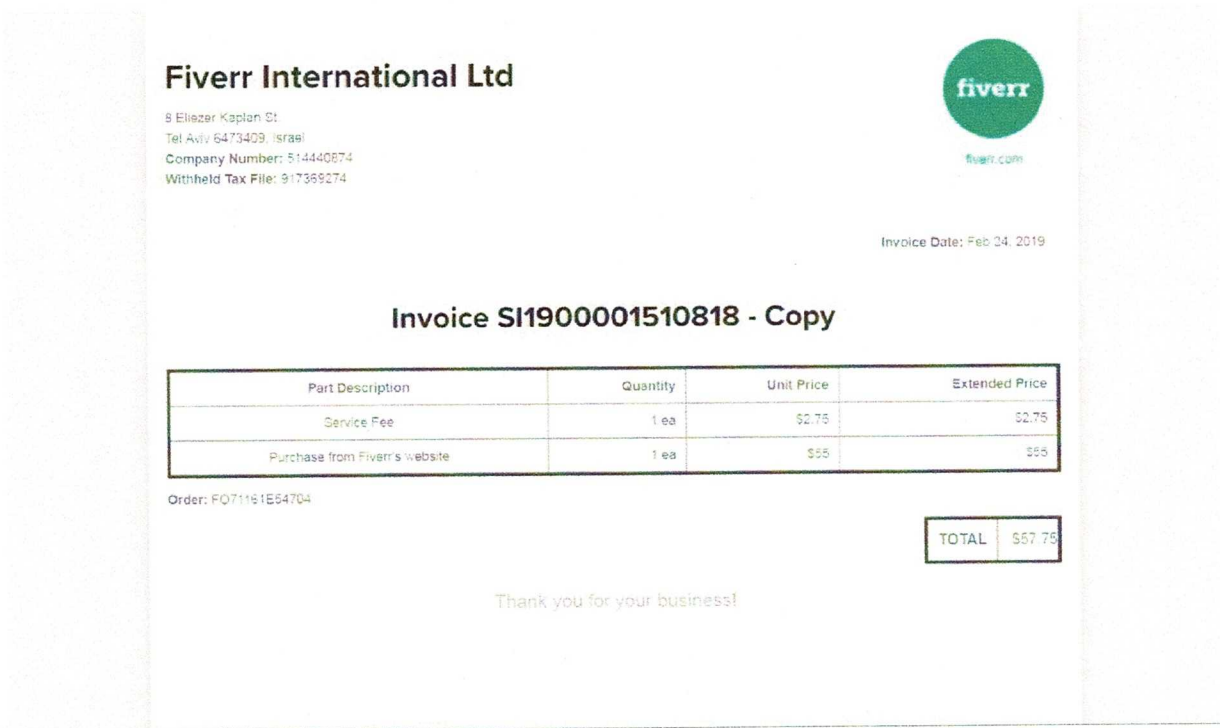 Fiverr International Ltd
fiverr
8 Eliezer Kaplan St
Tel Aviv 6473409, Israel
fiverr.com
Company Number: 514440874
Withheld Tax File: 917369274
Invoice Date: Feb 24, 2019
Invoice SI1900001510818 - Copy
Part Description Quantity Unit Price Extended Price
Service Fee 1 ea $2.75 $2.75
Purchase from Fiverr's website 1 ea $55 $55
Order: FO71161E54704
TOTAL $57.75
Thank you for your business!